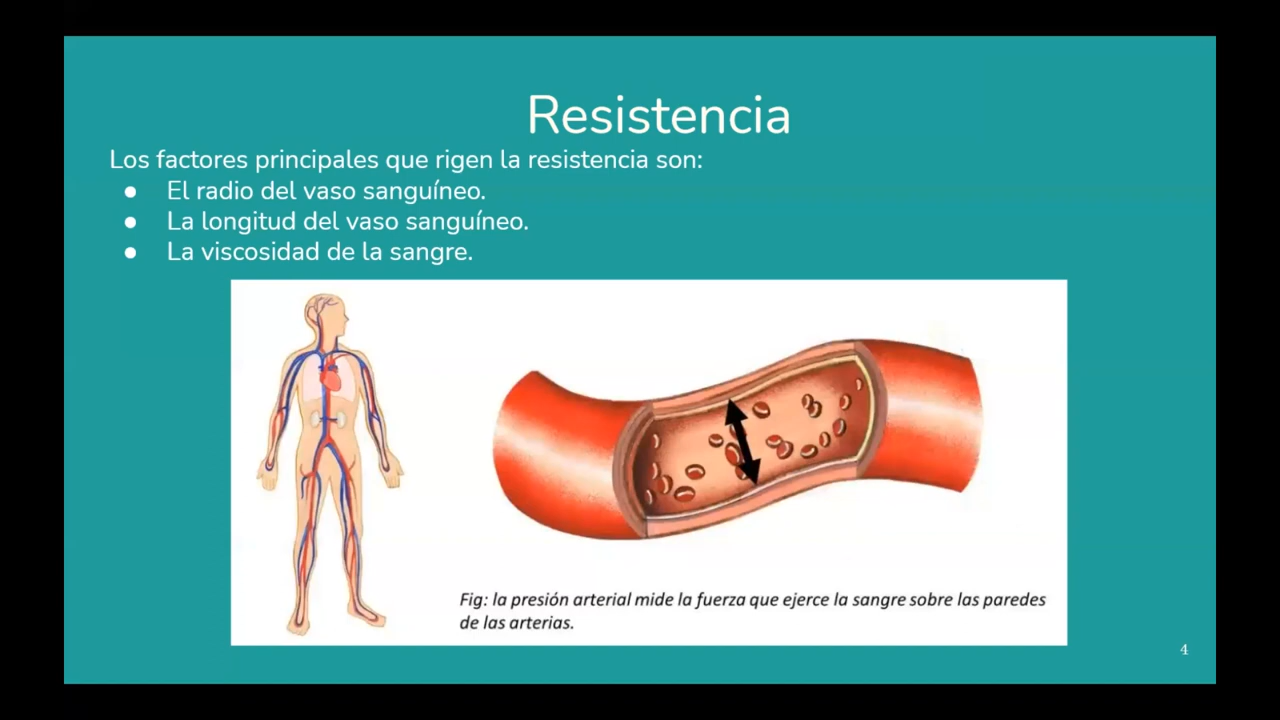 Resistencia
Los factores principales que rigen la resistencia son:
● El radio del vaso sanguíneo.
● La longitud del vaso sanguíneo.
● La viscosidad de la sangre.
Fig: la presión arterial mide la fuerza que ejerce la sangre sobre las paredes
de las arterias.
4